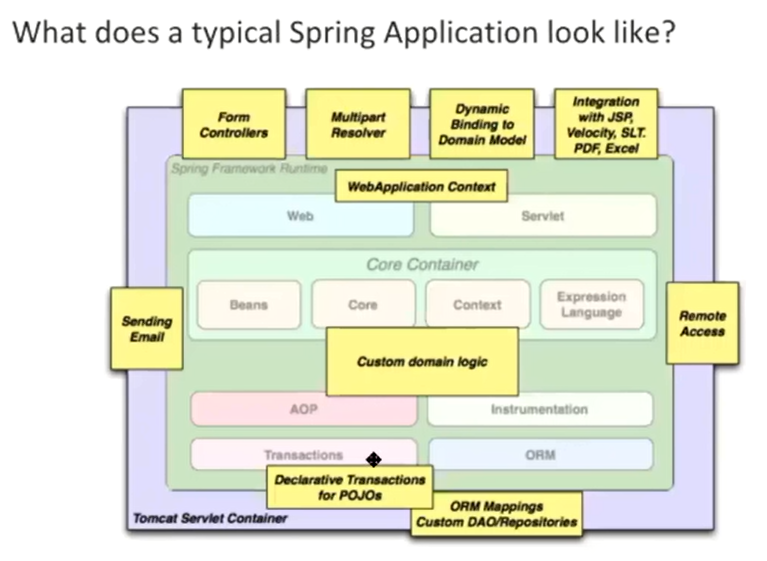 What does a typical Spring Application look like?
Form
Controllers
Multipart
Resolver
Dynamic
Binding to
Domain Model
Integration
with JSP,
Velocity, SLT.
PDF, Excel
Spring Framework Runtime
WebApplication Context
Web
Servlet
Core Container
Beans
Core
Context
Expression
Language
Sending
Email
Remote
Access
Custom domain logic
AOP
Instrumentation
Transactions
ORM
Declarative Transactions
for POJOs
ORM Mappings
Custom DAO/Repositories
Tomcat Servlet Container